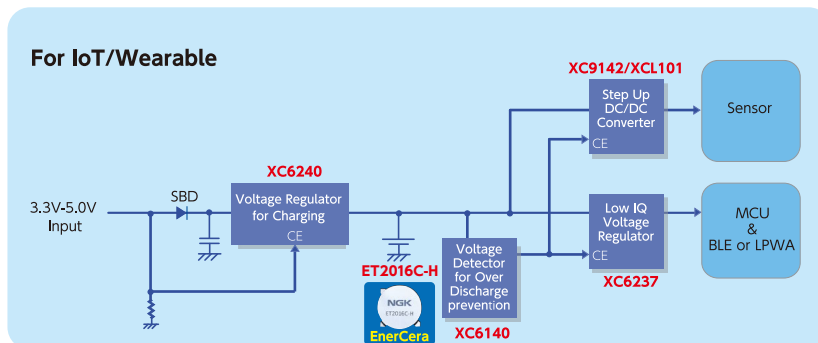 For IoT/Wearable
XC9142/XCL101
Step Up
DC/DC
Converter
CE
Sensor
XC6240
3.3V-5.0V
Input
SBD
Voltage Regulator
for Charging
CE
Low IQ
Voltage
Regulator
CE
XC6237
MCU
&
BLE or LPWA
ET2016C-H
NGK
ET2016C-H
EnerCera
Voltage
Detector
for Over
Discharge
prevention
XC6140